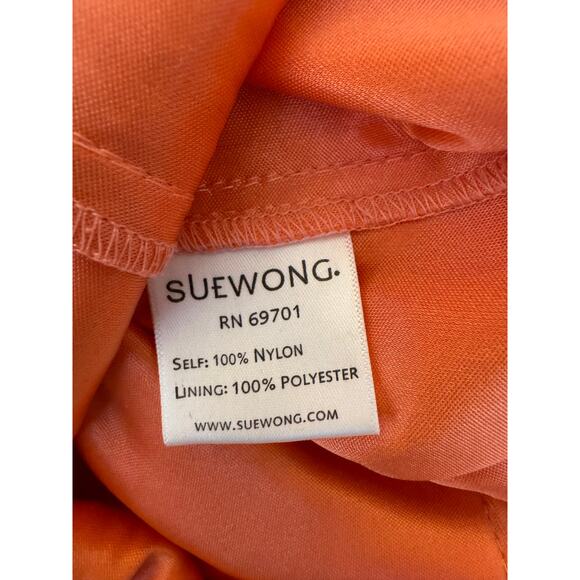 SUEWONG.
RN 69701
SELF: 100% NYLON
LINING: 100% POLYESTER
WWW.SUEWONG.COM